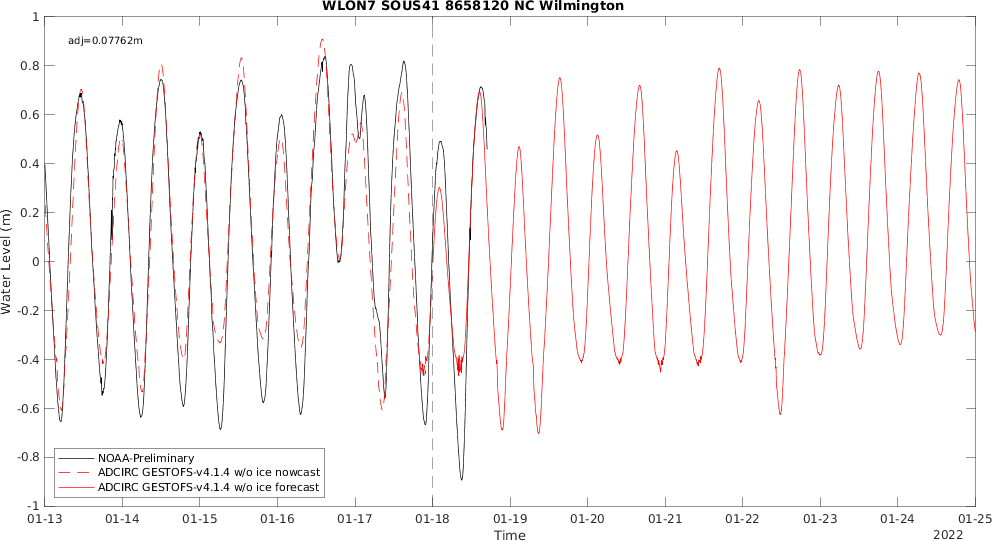 WLON7 SOUS41 8658120 NC Wilmington
adj=0.07762m
Water Level (m)
1
0.8
0.6
0.4
0.2
0
-0.2
-0.4
-0.6
-0.8
-1
NOAA-Preliminary
ADCIRC GESTOFS-v4.1.4 w/o ice nowcast
ADCIRC GESTOFS-v4.1.4 w/o ice forecast
01-13 01-14 01-15 01-16 01-17 01-18 01-19 01-20 01-21 01-22 01-23 01-24 01-25
Time
2022